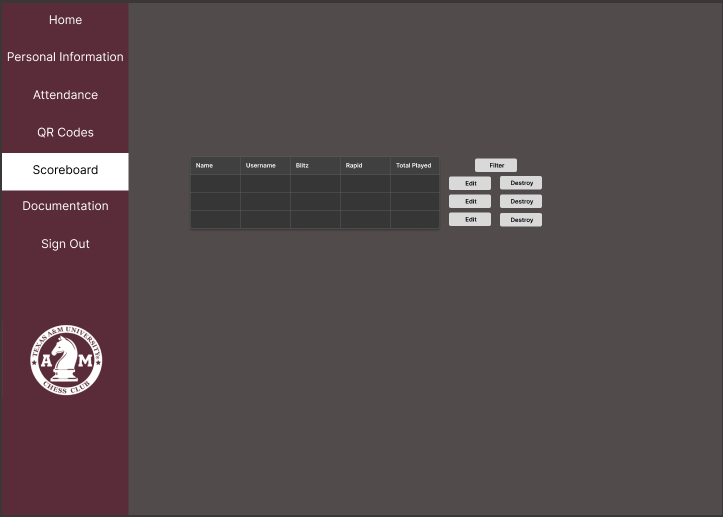 Home
Personal Information
Attendance
QR Codes
Scoreboard
Documentation
Sign Out
TEXAS A&M UNIVERSITY
A M
CHESS CLUB
Name Username Blitz Rapid Total Played
Filter
Edit Destroy
Edit Destroy
Edit Destroy